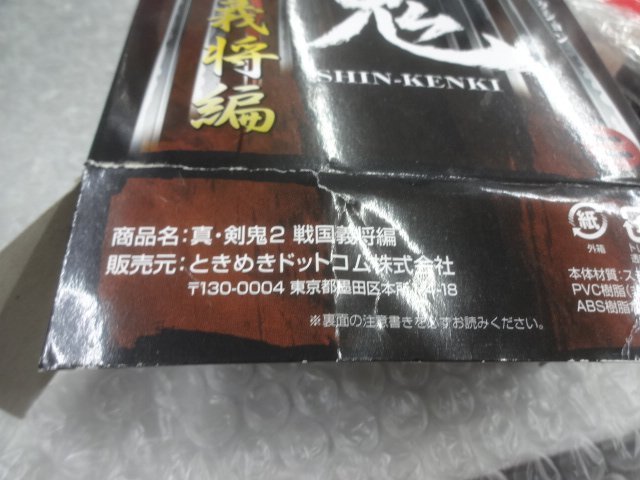 義将編
鬼
SHIN-KENKI
商品名:真・剣鬼2 戦国義将編
販売元:ときめきドットコム株式会社
〒130-0004 東京都墨田区本所
4-18
※裏面の注意書きを必ずお読みください。
紙
外箱
本体材質:ス
PVC樹脂
ABS樹脂